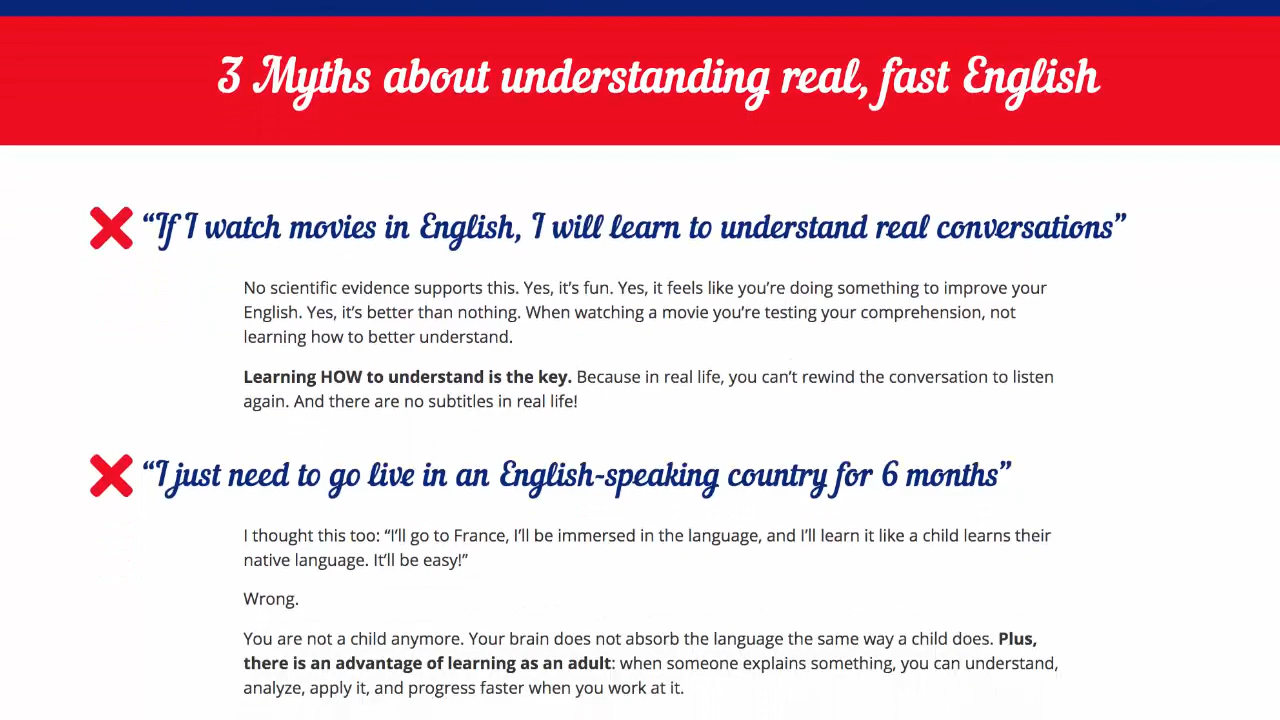 3 Myths about understanding real, fast English
“If I watch movies in English, I will learn to understand real conversations”
No scientific evidence supports this. Yes, it’s fun. Yes, it feels like you’re doing something to improve your
English. Yes, it’s better than nothing. When watching a movie you’re testing your comprehension, not
learning how to better understand.
Learning HOW to understand is the key. Because in real life, you can’t rewind the conversation to listen
again. And there are no subtitles in real life!
“I just need to go live in an English-speaking country for 6 months”
I thought this too: “I’ll go to France, I’ll be immersed in the language, and I’ll learn it like a child learns their
native language. It’ll be easy!”
Wrong.
You are not a child anymore. Your brain does not absorb the language the same way a child does. Plus,
there is an advantage of learning as an adult: when someone explains something, you can understand,
analyze, apply it, and progress faster when you work at it.